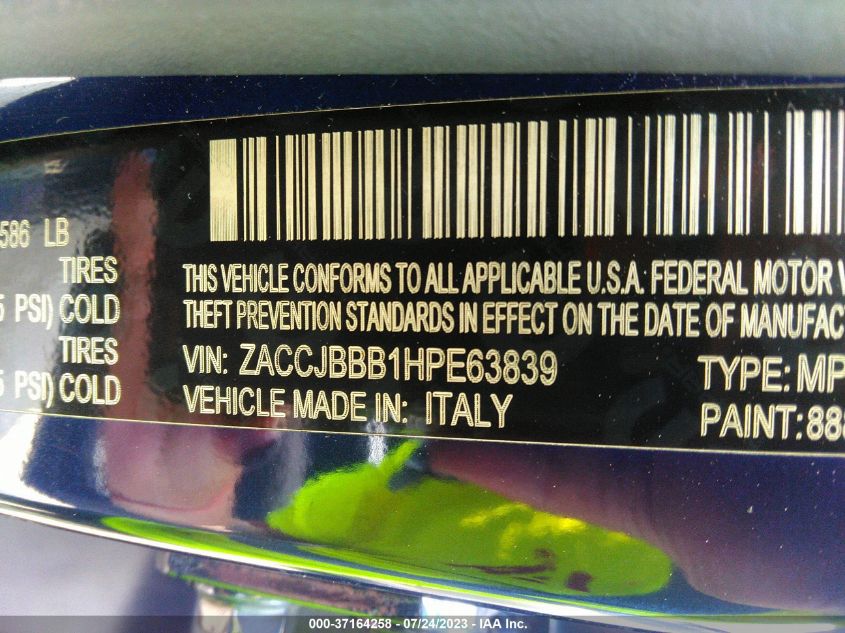 586 LB
TIRES
5 PSI) COLD
TIRES
5 PSI) COLD
THIS VEHICLE CONFORMS TO ALL APPLICABLE U.S.A. FEDERAL MOTOR V
THEFT PREVENTION STANDARDS IN EFFECT ON THE DATE OF MANUFAC
VIN: ZACCJBBB1HPE63839
TYPE: MP
VEHICLE MADE IN: ITALY
PAINT: 888
000-37164258 - 07/24/2023 - IAA Inc.